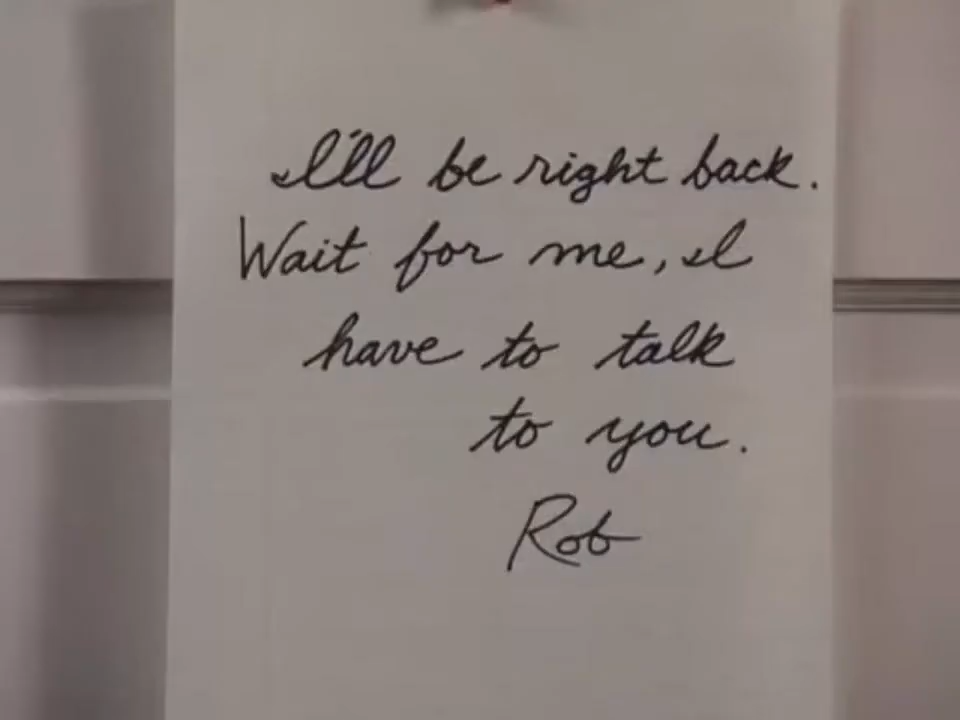 I'll be right back.
Wait for me, I
have to talk
to you.
Rob